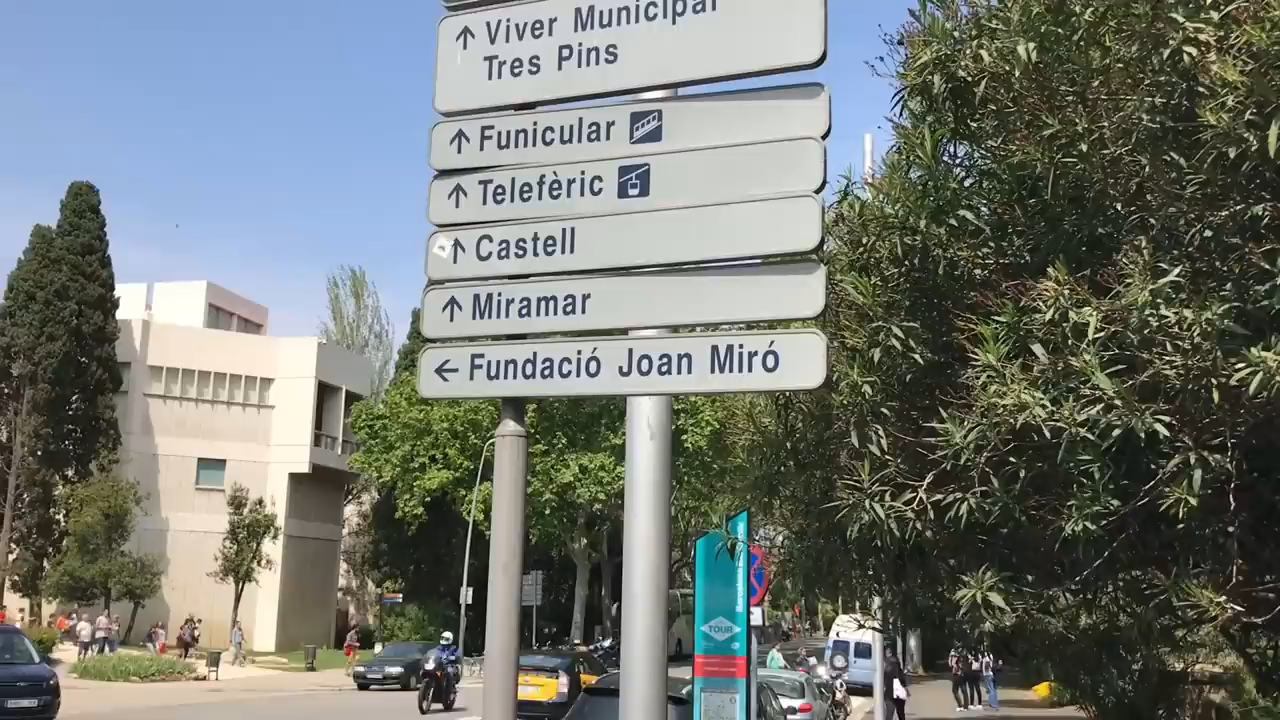 ↑ Viver Municipal
Tres Pins
↑ Funicular
↑ Telefèric
↑ Castell
↑ Miramar
← Fundació Joan Miró
TOUR